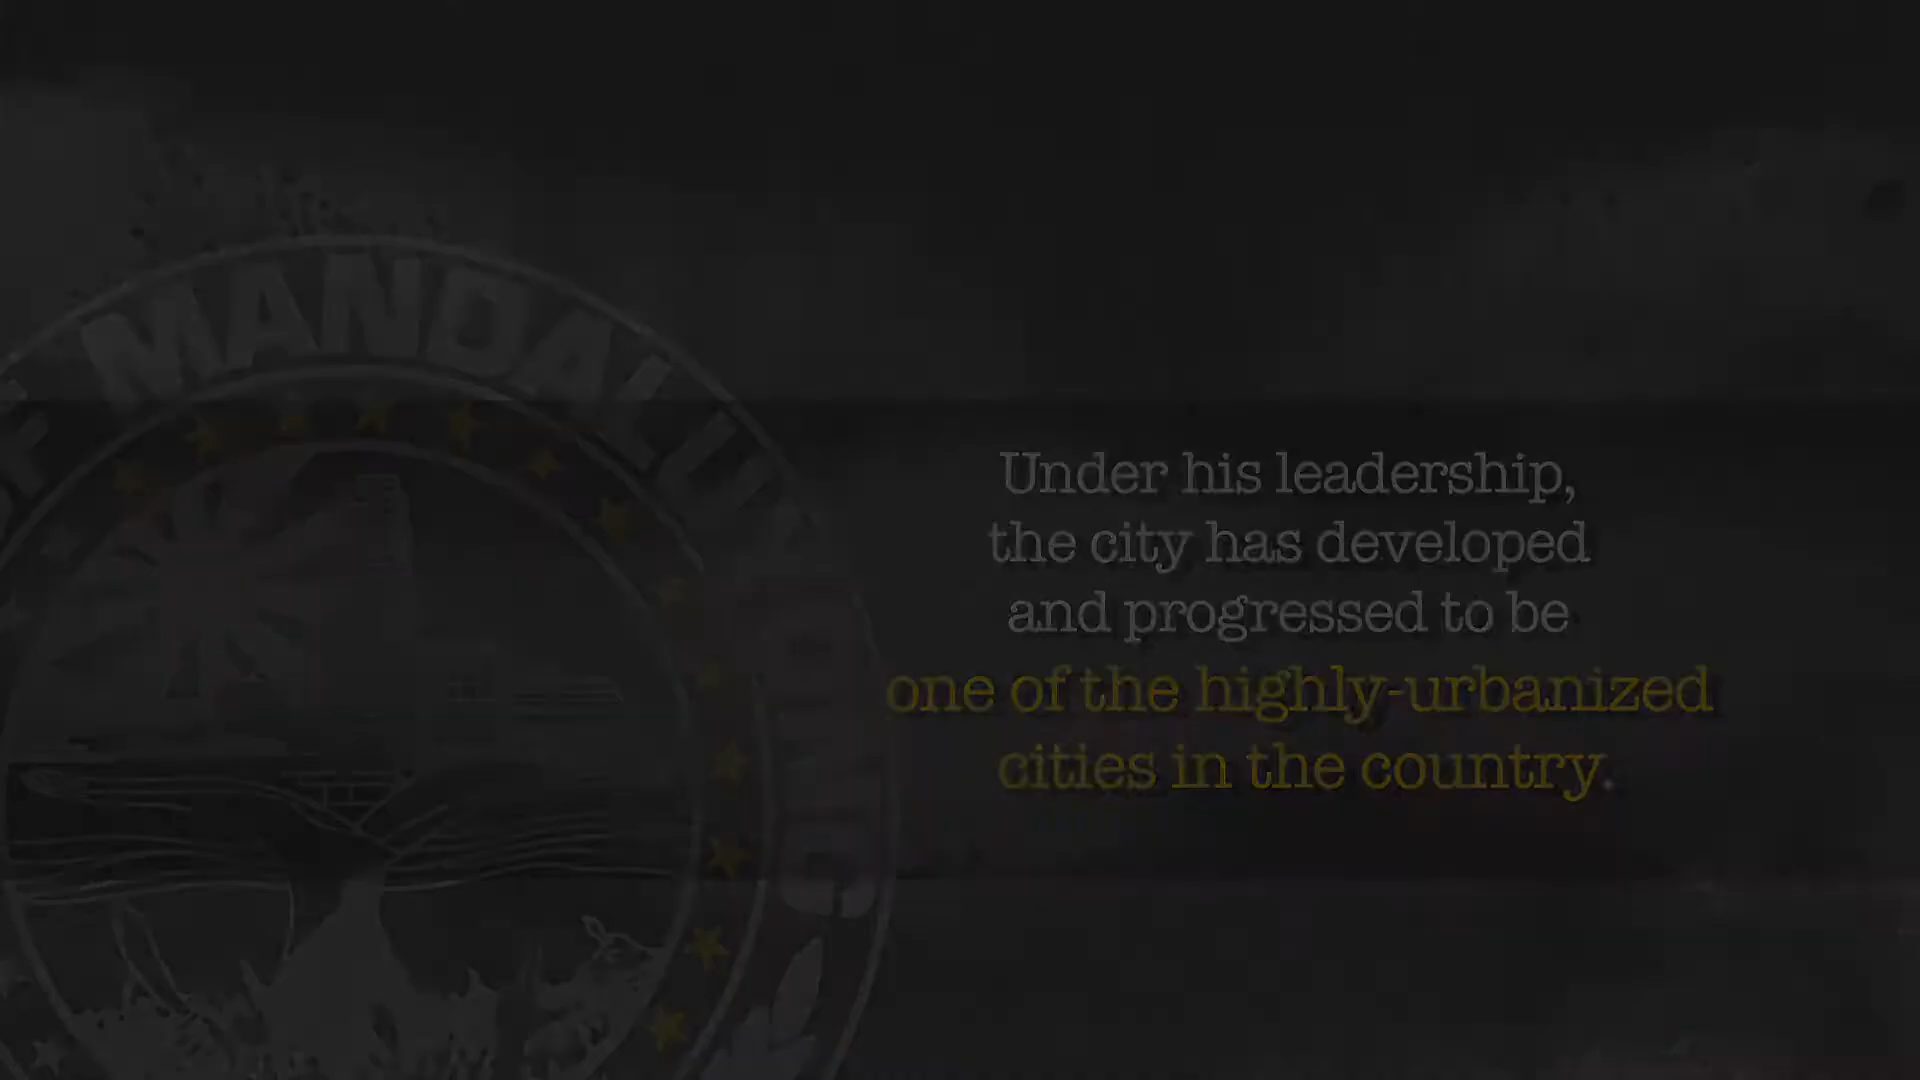 MANDALU
Under his leadership,
the city has developed
and progressed to be
one of the highly-urbanized
cities in the country.